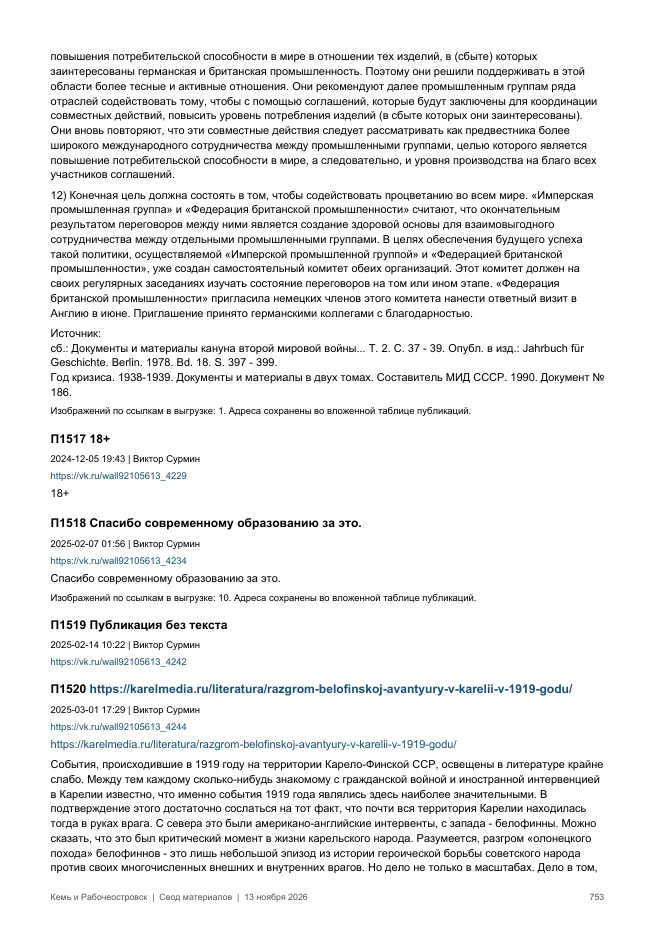 повышения потребительской способности в мире в отношении тех изделий, в (сбыте) которых
заинтересованы германская и британская промышленность. Поэтому они решили поддерживать в этой
области более тесные и активные отношения. Они рекомендуют далее промышленным группам ряда
отраслей содействовать тому, чтобы с помощью соглашений, которые будут заключены для координации
совместных действий, повысить уровень потребления изделий (в сбыте которых они заинтересованы).
Они вновь повторяют, что эти совместные действия следует рассматривать как предвестника более
широкого международного сотрудничества между промышленными группами, целью которого является
повышение потребительской способности в мире, а следовательно, и уровня производства на благо всех
участников соглашений.
12) Конечная цель должна состоять в том, чтобы содействовать процветанию во всем мире. «Имперская
промышленная группа» и «Федерация британской промышленности» считают, что окончательным
результатом переговоров между ними является создание здоровой основы для взаимовыгодного
сотрудничества между отдельными промышленными группами. В целях обеспечения будущего успеха
такой политики, осуществляемой «Имперской промышленной группой» и «Федерацией британской
промышленности», уже создан самостоятельный комитет обеих организаций. Этот комитет должен на
своих регулярных заседаниях изучать состояние переговоров на том или ином этапе. «Федерация
британской промышленности» пригласила немецких членов этого комитета нанести ответный визит в
Англию в июне. Приглашение принято германскими коллегами с благодарностью.
Источник:
сб.: Документы и материалы кануна второй мировой войны... Т. 2. С. 37 - 39. Опубл. в изд.: Jahrbuch für
Geschichte. Berlin. 1978. Bd. 18. S. 397 - 399.
Год кризиса. 1938-1939. Документы и материалы в двух томах. Составитель МИД СССР. 1990. Документ №
186.
Изображений по ссылкам в выгрузке: 1. Адреса сохранены во вложенной таблице публикаций.
П1517 18+
2024-12-05 19:43 | Виктор Сурмин
https://vk.ru/wall92105613_4229
18+
П1518 Спасибо современному образованию за это.
2025-02-07 01:56 | Виктор Сурмин
https://vk.ru/wall92105613_4234
Спасибо современному образованию за это.
Изображений по ссылкам в выгрузке: 10. Адреса сохранены во вложенной таблице публикаций.
П1519 Публикация без текста
2025-02-14 10:22 | Виктор Сурмин
https://vk.ru/wall92105613_4242
П1520 https://karelmedia.ru/literatura/razgrom-belofinskoj-avantyury-v-karelii-v-1919-godu/
2025-03-01 17:29 | Виктор Сурмин
https://vk.ru/wall92105613_4244
https://karelmedia.ru/literatura/razgrom-belofinskoj-avantyury-v-karelii-v-1919-godu/
События, происходившие в 1919 году на территории Карело-Финской ССР, освещены в литературе крайне
слабо. Между тем каждому сколько-нибудь знакомому с гражданской войной и иностранной интервенцией
в Карелии известно, что именно события 1919 года являлись здесь наиболее значительными. В
подтверждение этого достаточно сослаться на тот факт, что почти вся территория Карелии находилась
тогда в руках врага. С севера это были американо-английские интервенты, с запада - белофинны. Можно
сказать, что это был критический момент в жизни карельского народа. Разумеется, разгром «олонецкого
похода» белофиннов - это лишь небольшой эпизод из истории героической борьбы советского народа
против своих многочисленных внешних и внутренних врагов. Но дело не только в масштабах. Дело в том,
Кемь и Рабочеостровск | Свод материалов | 13 ноября 2026
753